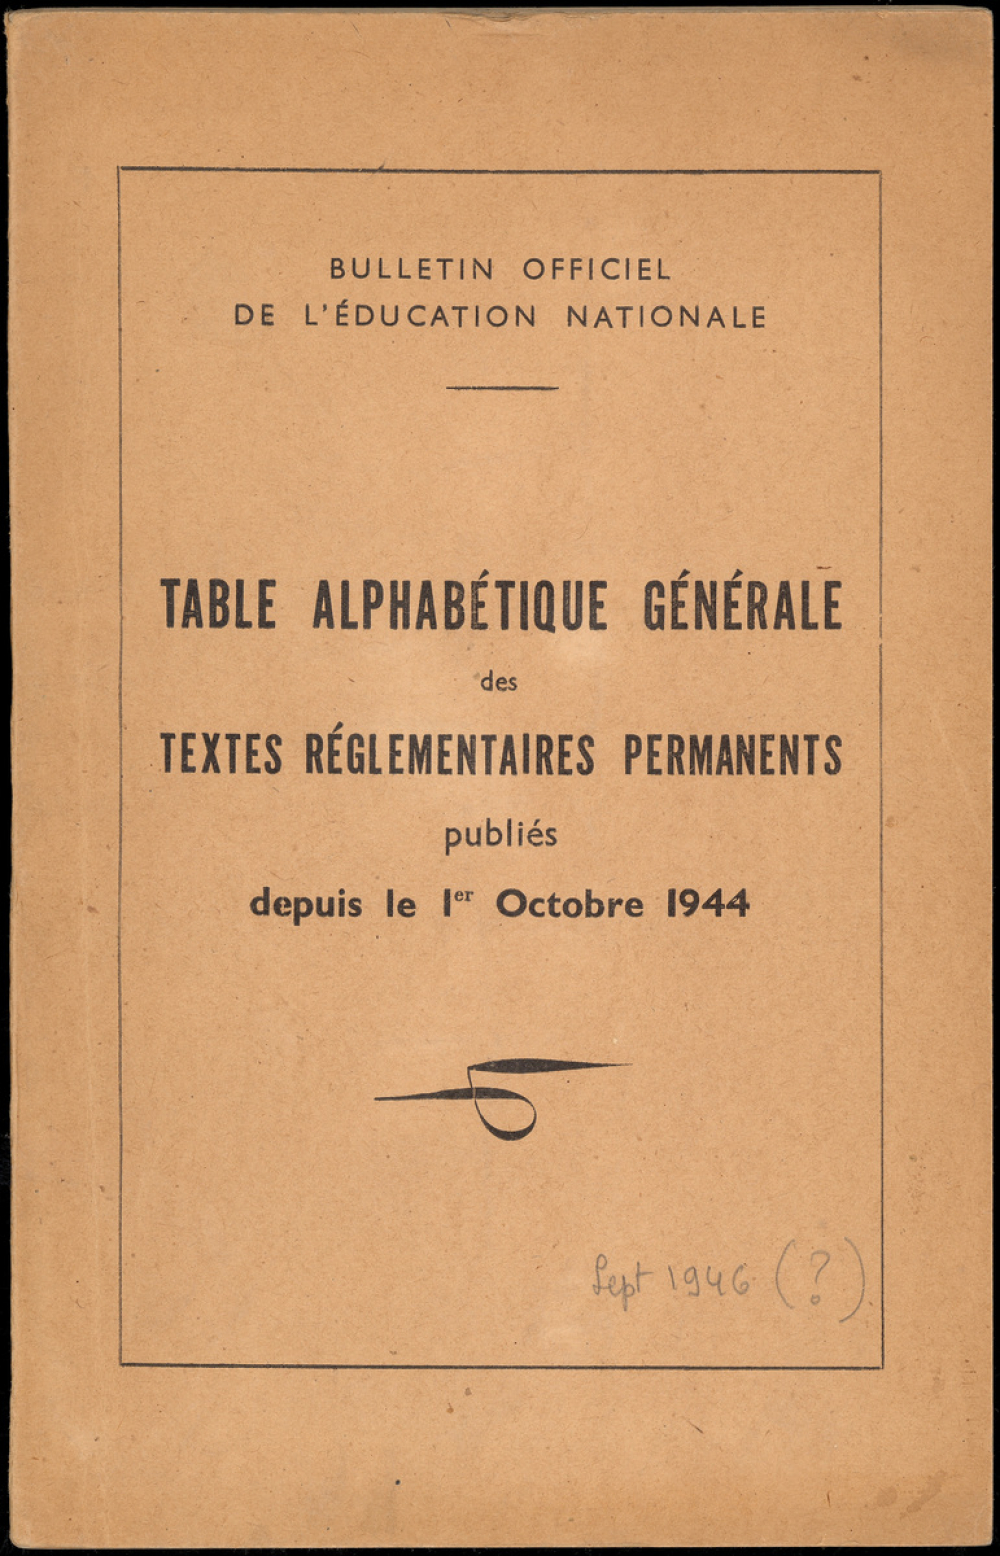 BULLETIN OFFICIEL
DE L'ÉDUCATION NATIONALE
TABLE ALPHABÉTIQUE GÉNÉRALE
des
TEXTES RÉGLEMENTAIRES PERMANENTS
publiés
depuis le 1er Octobre 1944
Sept 1946 (?).